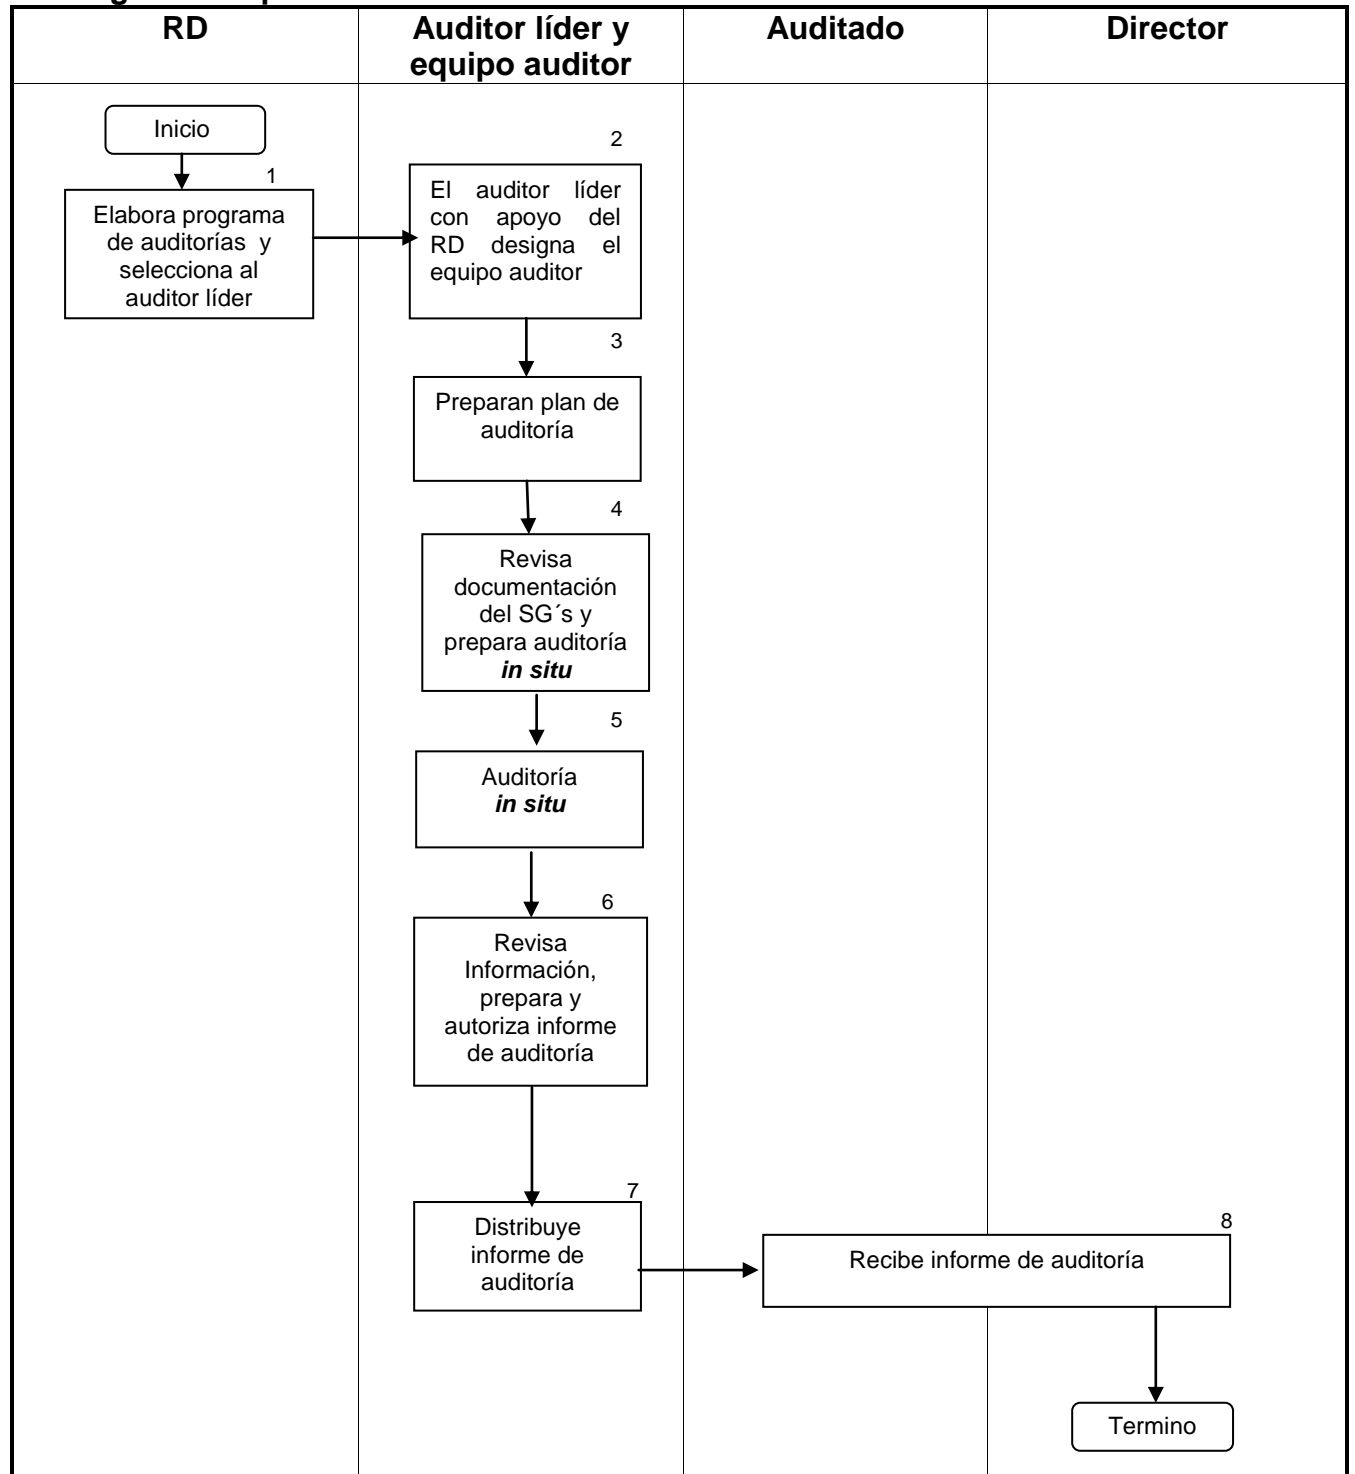 RD
Auditor líder y
equipo auditor
Auditado
Director
Inicio
1
Elabora programa
de auditorías y
selecciona al
auditor líder
2
El auditor líder
con apoyo del
RD designa el
equipo auditor
3
Preparan plan de
auditoría
4
Revisa
documentación
del SG´s y
prepara auditoría
in situ
5
Auditoría
in situ
6
Revisa
Información,
prepara y
autoriza informe
de auditoría
7
Distribuye
informe de
auditoría
8
Recibe informe de auditoría
Termino